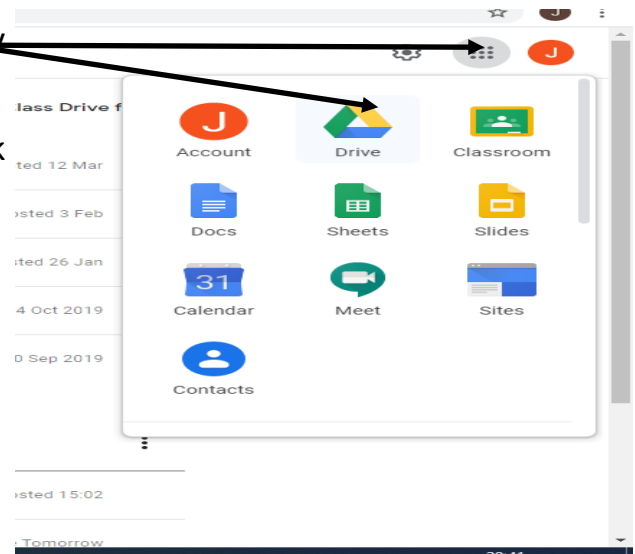 J
J
lass Drive f
J
Account Drive Classroom
k
ted 12 Mar
osted 3 Feb
Docs Sheets Slides
sted 26 Jan
31
4 Oct 2019
Calendar Meet Sites
0 Sep 2019
Contacts
osted 15:02
Tomorrow